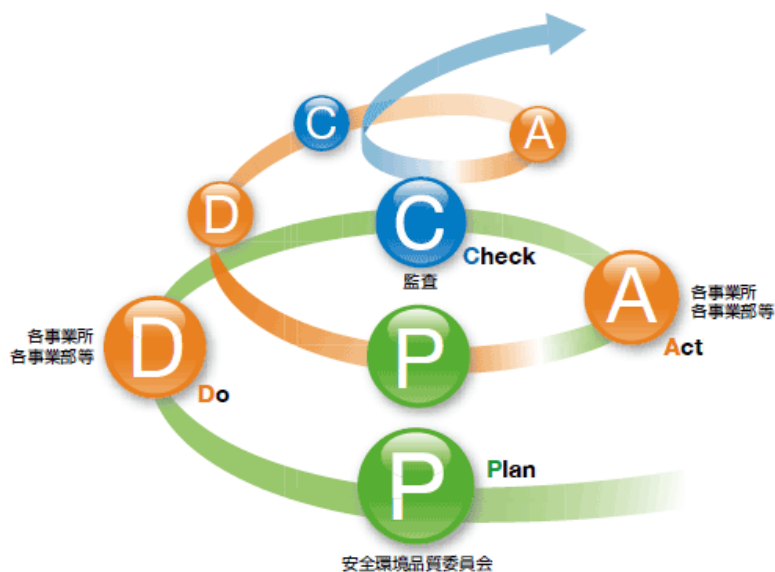 C
A
D
C
Check
監査
A
各事業所
各事業部等
Act
各事業所
各事業部等
D
Do
P
P
Plan
安全環境品質委員会